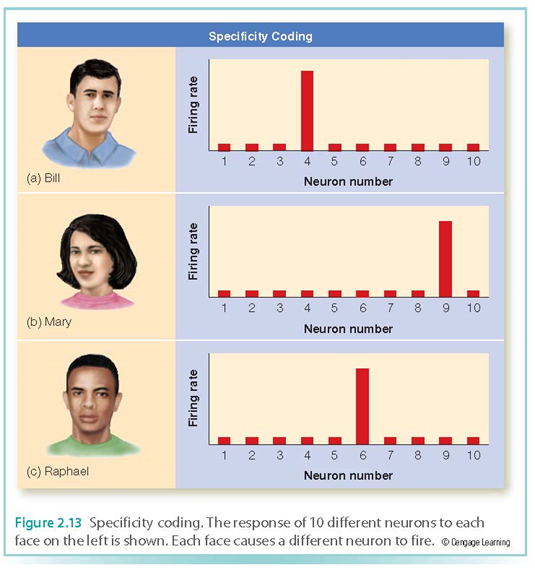 Specificity Coding
Firing rate
1 2 3 4 5 6 7 8 9 10
Neuron number
(a) Bill
Firing rate
1 2 3 4 5 6 7 8 9 10
Neuron number
(b) Mary
Firing rate
1 2 3 4 5 6 7 8 9 10
Neuron number
(c) Raphael
Figure 2.13 Specificity coding. The response of 10 different neurons to each
face on the left is shown. Each face causes a different neuron to fire. © Cengage Learning